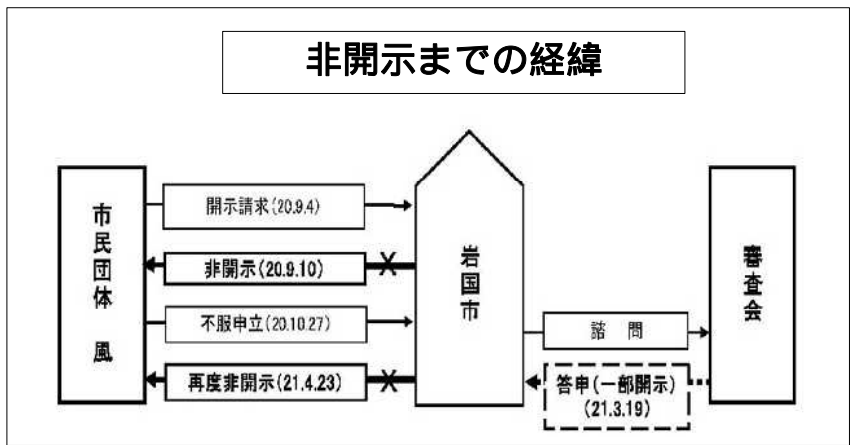 非開示までの経緯
市民団体 風
開示請求(20.9.4)
非開示(20.9.10)
不服申立(20.10.27)
再度非開示(21.4.23)
岩国市
諮 問
答申(一部開示)
(21.3.19)
審査会